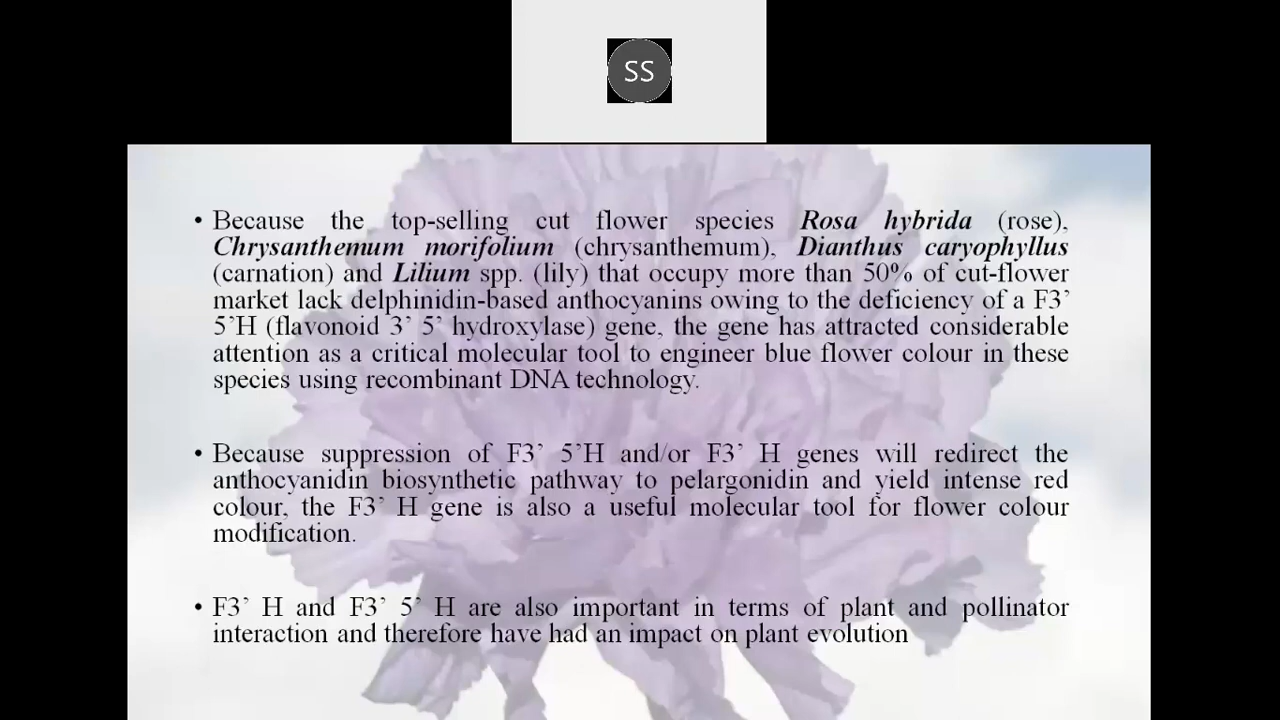 SS
• Because the top-selling cut flower species Rosa hybrida (rose),
Chrysanthemum morifolium (chrysanthemum), Dianthus caryophyllus
(carnation) and Lilium spp. (lily) that occupy more than 50% of cut-flower
market lack delphinidin-based anthocyanins owing to the deficiency of a F3’
5’H (flavonoid 3’ 5’ hydroxylase) gene, the gene has attracted considerable
attention as a critical molecular tool to engineer blue flower colour in these
species using recombinant DNA technology.
• Because suppression of F3’ 5’H and/or F3’ H genes will redirect the
anthocyanidin biosynthetic pathway to pelargonidin and yield intense red
colour, the F3’ H gene is also a useful molecular tool for flower colour
modification.
• F3’ H and F3’ 5’ H are also important in terms of plant and pollinator
interaction and therefore have had an impact on plant evolution